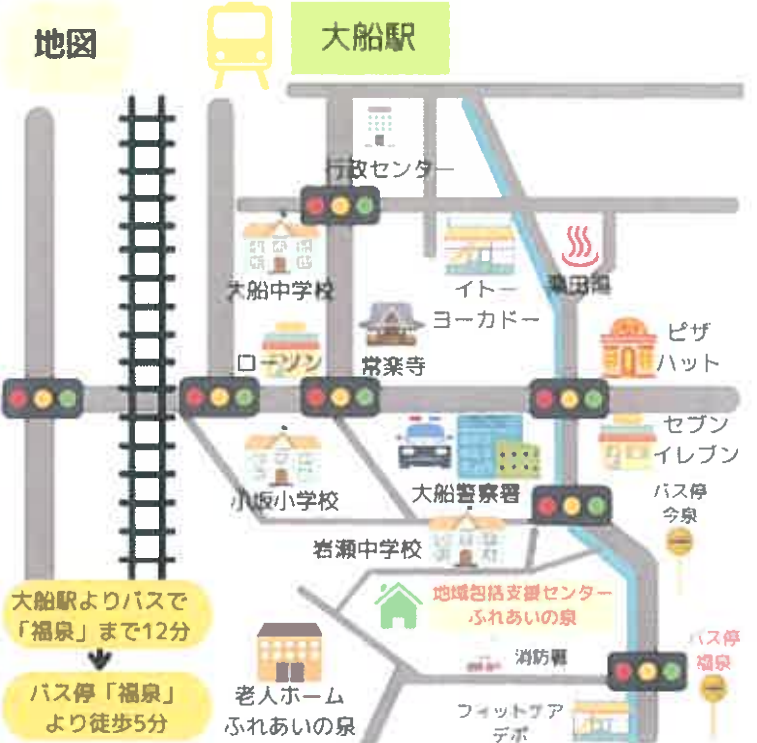 地図
大船駅
行政センター
大船中学校
イトー
ヨーカドー
ローソン
常楽寺
ピザ
ハット
セブン
イレブン
小坂小学校
大船警察署
バス停
今泉
岩瀬中学校
地域包括支援センター
ふれあいの泉
大船駅よりバスで
「福泉」まで12分
バス停「福泉」
より徒歩5分
老人ホーム
ふれあいの泉
消防署
バス停
福泉
フィットケア
デポ